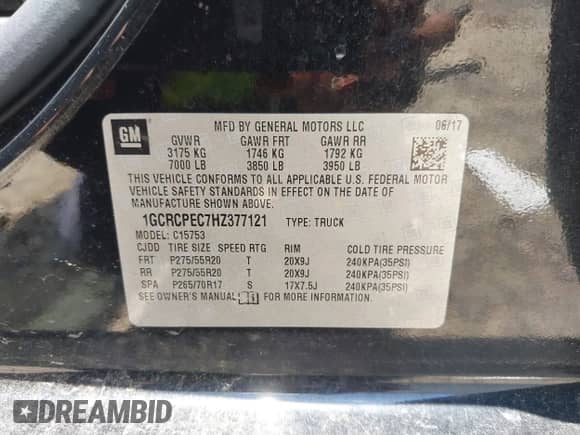 GM
MFD BY GENERAL MOTORS LLC 06/17
GVWR GAWR FRT GAWR RR
3175 KG 1746 KG 1792 KG
7000 LB 3850 LB 3950 LB
THIS VEHICLE CONFORMS TO ALL APPLICABLE U.S. FEDERAL MOTOR
VEHICLE SAFETY STANDARDS IN EFFECT ON THE DATE OF
MANUFACTURE SHOWN ABOVE.
1GCRCPEC7HZ377121 TYPE: TRUCK
MODEL: C15753
CJDD TIRE SIZE SPEED RTG RIM COLD TIRE PRESSURE
FRT P275/55R20 T 20X9J 240KPA(35PSI)
RR P275/55R20 T 20X9J 240KPA(35PSI)
SPA P265/70R17 S 17X7.5J 240KPA(35PSI)
SEE OWNER'S MANUAL
DREAMBID